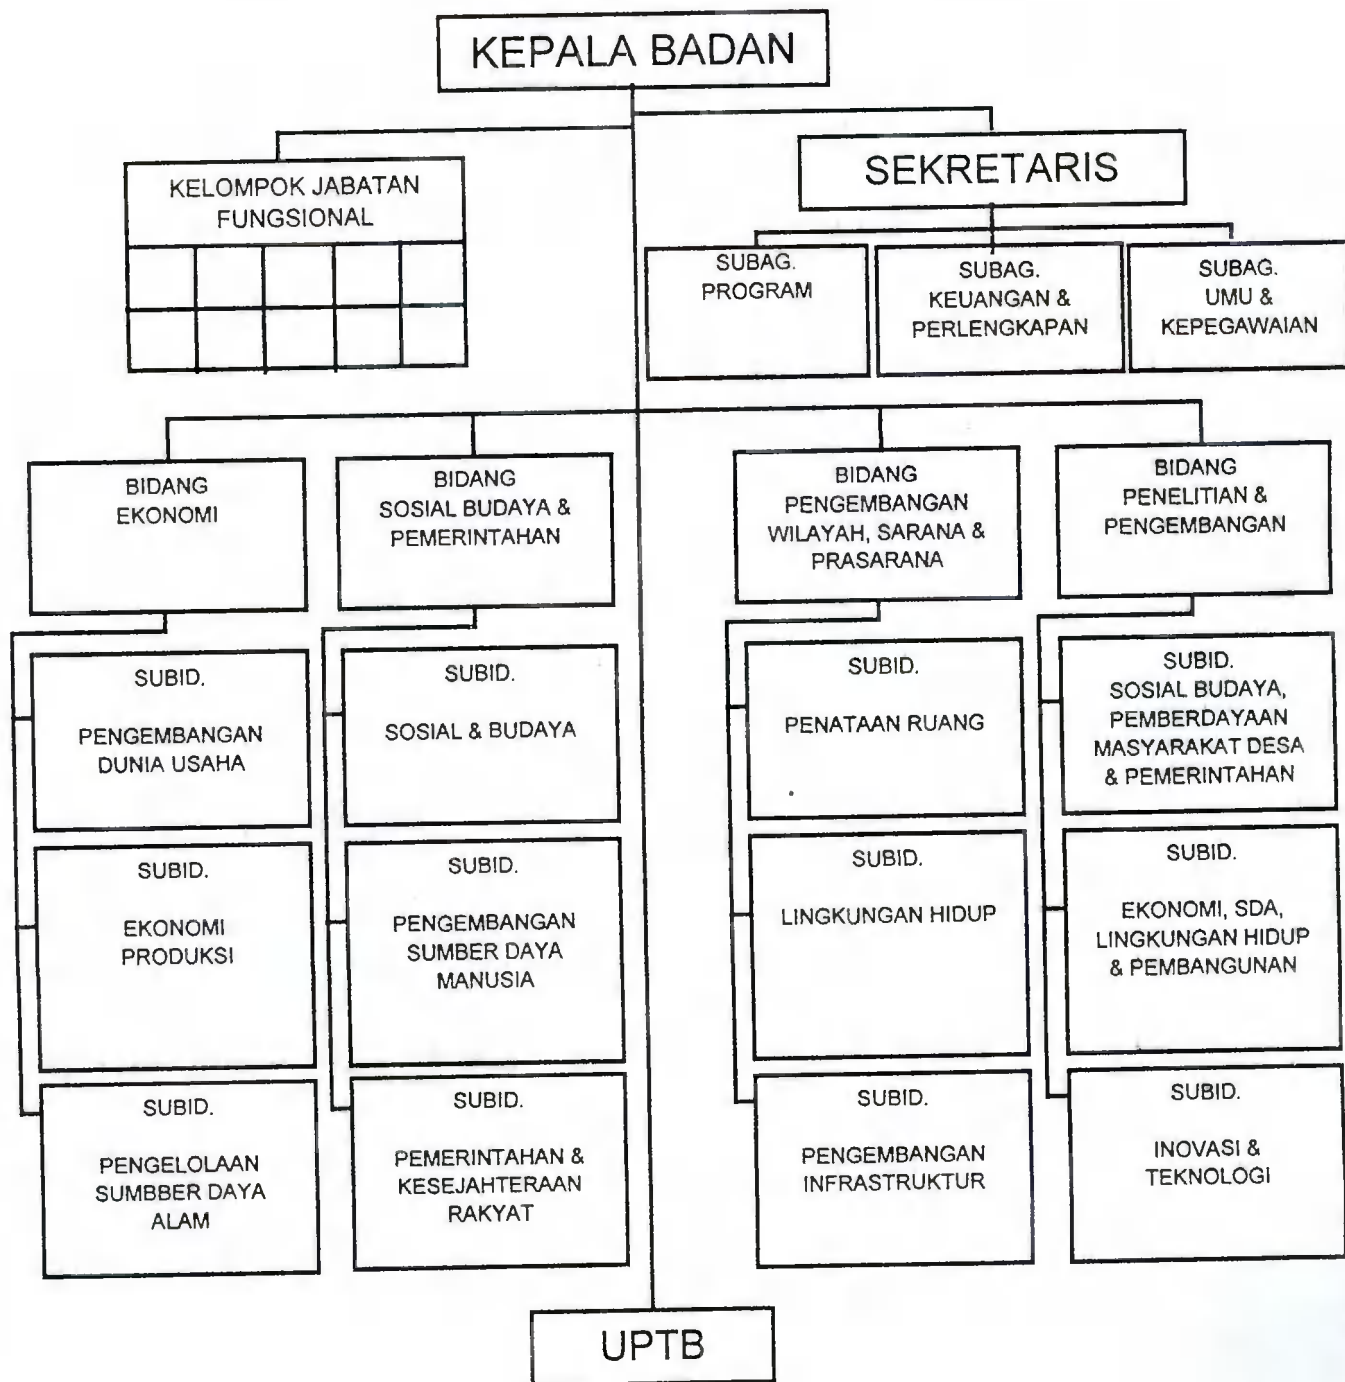 KEPALA BADAN
KELOMPOK JABATAN
FUNGSIONAL
SEKRETARIS
SUBAG.
PROGRAM
SUBAG.
KEUANGAN &
PERLENGKAPAN
SUBAG.
UMU &
KEPEGAWAIAN
BIDANG
EKONOMI
BIDANG
SOSIAL BUDAYA &
PEMERINTAHAN
BIDANG
PENGEMBANGAN
WILAYAH, SARANA &
PRASARANA
BIDANG
PENELITIAN &
PENGEMBANGAN
SUBID.
PENGEMBANGAN
DUNIA USAHA
SUBID.
SOSIAL & BUDAYA
SUBID.
PENATAAN RUANG
SUBID.
SOSIAL BUDAYA,
PEMBERDAYAAN
MASYARAKAT DESA
& PEMERINTAHAN
SUBID.
EKONOMI
PRODUKSI
SUBID.
PENGEMBANGAN
SUMBER DAYA
MANUSIA
SUBID.
LINGKUNGAN HIDUP
SUBID.
EKONOMI, SDA,
LINGKUNGAN HIDUP
& PEMBANGUNAN
SUBID.
PENGELOLAAN
SUMBBER DAYA
ALAM
SUBID.
PEMERINTAHAN &
KESEJAHTERAAN
RAKYAT
SUBID.
PENGEMBANGAN
INFRASTRUKTUR
SUBID.
INOVASI &
TEKNOLOGI
UPTB